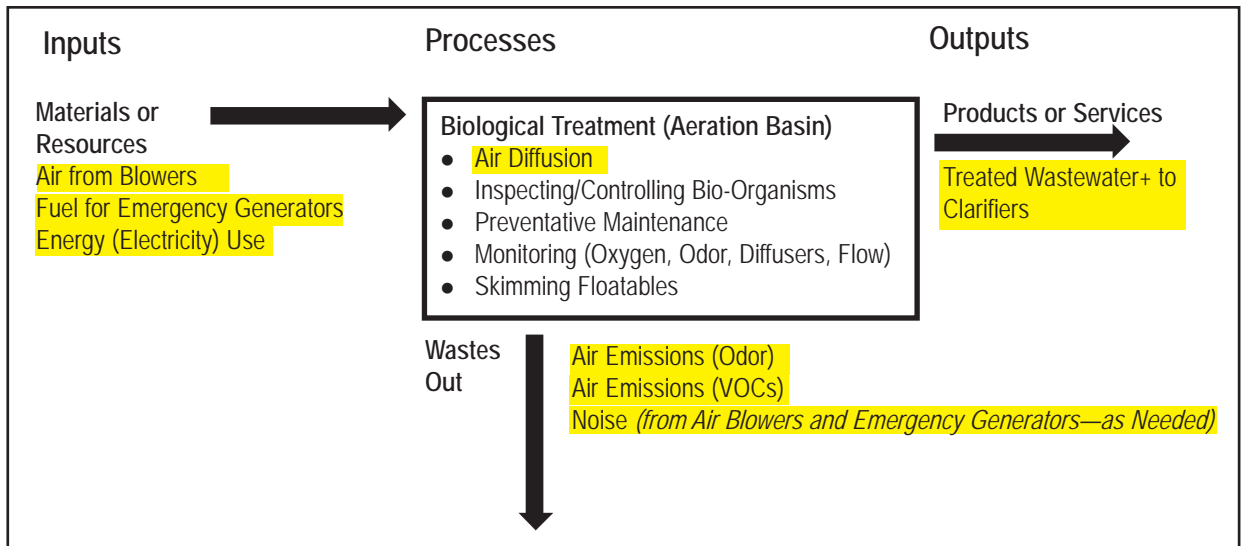 Inputs
Processes
Outputs
Materials or
Resources
Air from Blowers
Fuel for Emergency Generators
Energy (Electricity) Use
Biological Treatment (Aeration Basin)
● Air Diffusion
● Inspecting/Controlling Bio-Organisms
● Preventative Maintenance
● Monitoring (Oxygen, Odor, Diffusers, Flow)
● Skimming Floatables
Products or Services
Treated Wastewater+ to
Clarifiers
Wastes
Out
Air Emissions (Odor)
Air Emissions (VOCs)
Noise (from Air Blowers and Emergency Generators—as Needed)